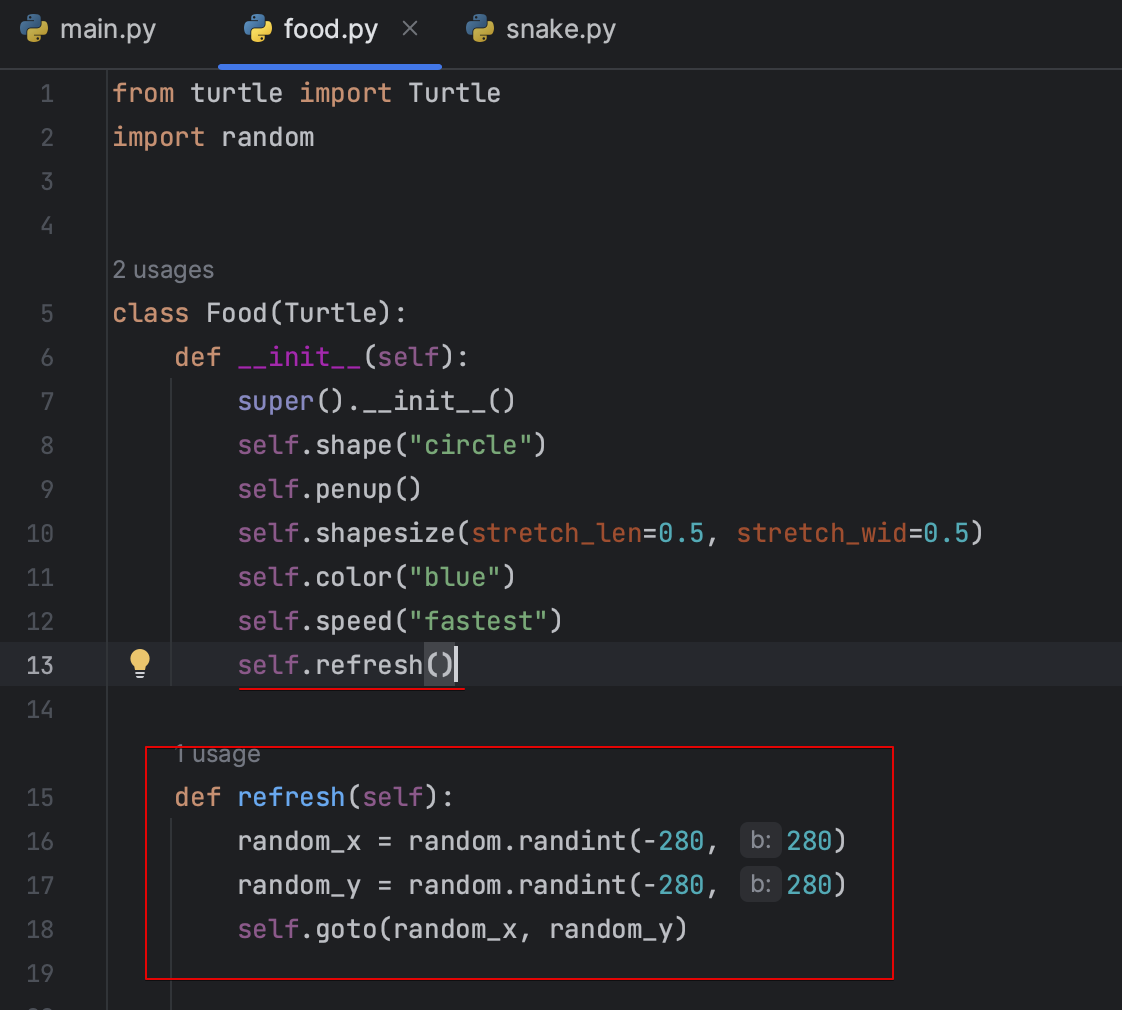 main.py food.py snake.py
1 from turtle import Turtle
2 import random
3
4
2 usages
5 class Food(Turtle):
6 def __init__(self):
7 super().__init__()
8 self.shape("circle")
9 self.penup()
10 self.shapesize(stretch_len=0.5, stretch_wid=0.5)
11 self.color("blue")
12 self.speed("fastest")
13 self.refresh()
14
1 usage
15 def refresh(self):
16 random_x = random.randint(-280, b: 280)
17 random_y = random.randint(-280, b: 280)
18 self.goto(random_x, random_y)
19